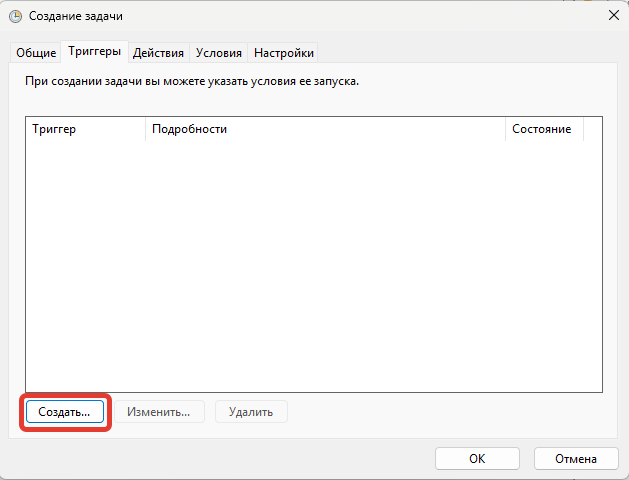 Создание задачи
Общие Триггеры Действия Условия Настройки
При создании задачи вы можете указать условия ее запуска.
Триггер Подробности Состояние
Создать... Изменить... Удалить
OK Отмена